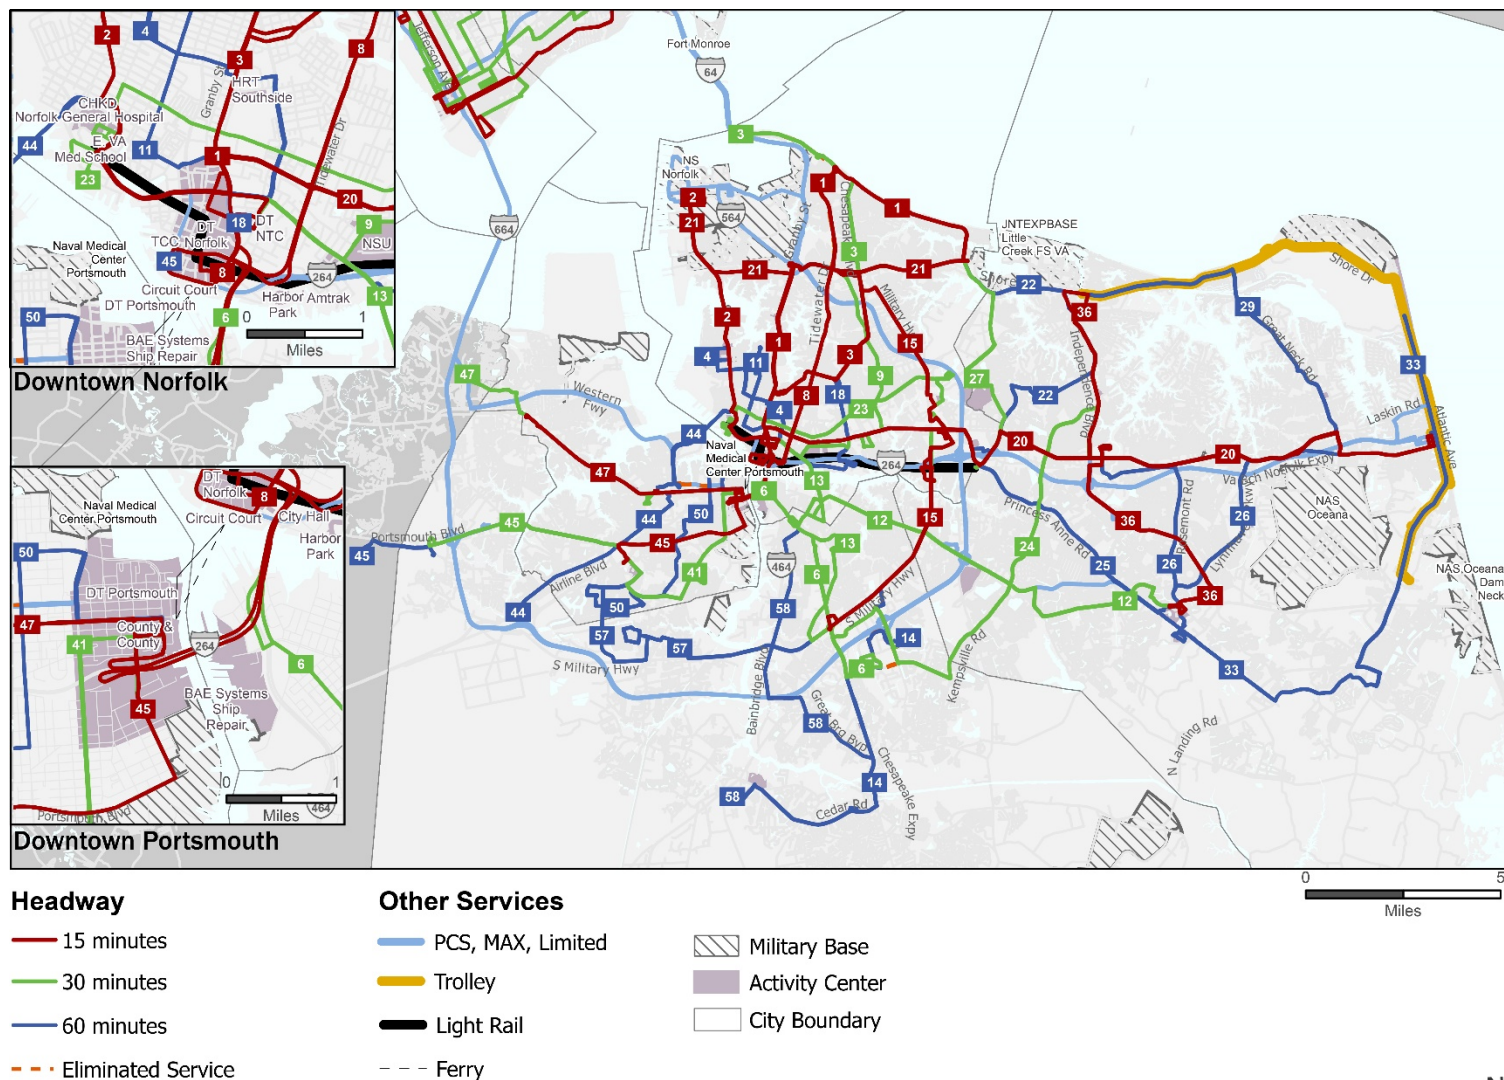 2
4
3
8
Granby St
HRT
Southside
CHKD
Norfolk General Hospital
44
E. VA
Med School
11
1
23
Tidewater Dr
20
18
DT
NTC
9
NSU
DT
Norfolk
TCC
45
8
264
Naval Medical
Center
Portsmouth
Circuit Court
DT Portsmouth
Harbor
Park
Amtrak
13
50
6
0
1
Miles
BAE Systems
Ship Repair
Downtown Norfolk
Naval Medical
Center Portsmouth
DT
Norfolk
8
Circuit Court
City Hall
Harbor
Park
50
DT Portsmouth
47
County &
County
41
264
6
BAE Systems
Ship
Repair
45
0
1
464
Miles
Portsmouth Blvd
Downtown Portsmouth
Jefferson Ave
Fort Monroe
64
3
664
NS
Norfolk
2
21
564
Granby St
1
1
Chesapeake Blvd
3
21
21
JNTEXPBASE
Little
Creek FS VA
Shore Dr
22
Shore Dr
36
29
Great Neck Rd
33
Laskin Rd
Atlantic Ave
2
Tidewater Dr
Military Hwy
1
3
15
4
11
8
18
9
23
4
27
22
Independence Blvd
47
Western
Fwy
44
Naval
Medical
Center Portsmouth
264
20
20
Va Bch Norfolk Expy
47
6
13
45
44
50
12
15
36
Rosemont Rd
26
NAS
Oceana
Portsmouth Blvd
45
45
13
24
Princess Anne Rd
25
26
Airline Blvd
41
464
6
S Military Hwy
12
36
NAS Oceana
Dam
Neck
44
50
58
57
57
14
6
Kempsville Rd
33
S Military Hwy
Bainbridge Blvd
58
Great Brg Byp
N Landing Rd
58
14
Chesapeake Expy
Cedar Rd
0
5
Miles
Headway
15 minutes
30 minutes
60 minutes
Eliminated Service
Other Services
PCS, MAX, Limited
Trolley
Light Rail
Ferry
Military Base
Activity Center
City Boundary